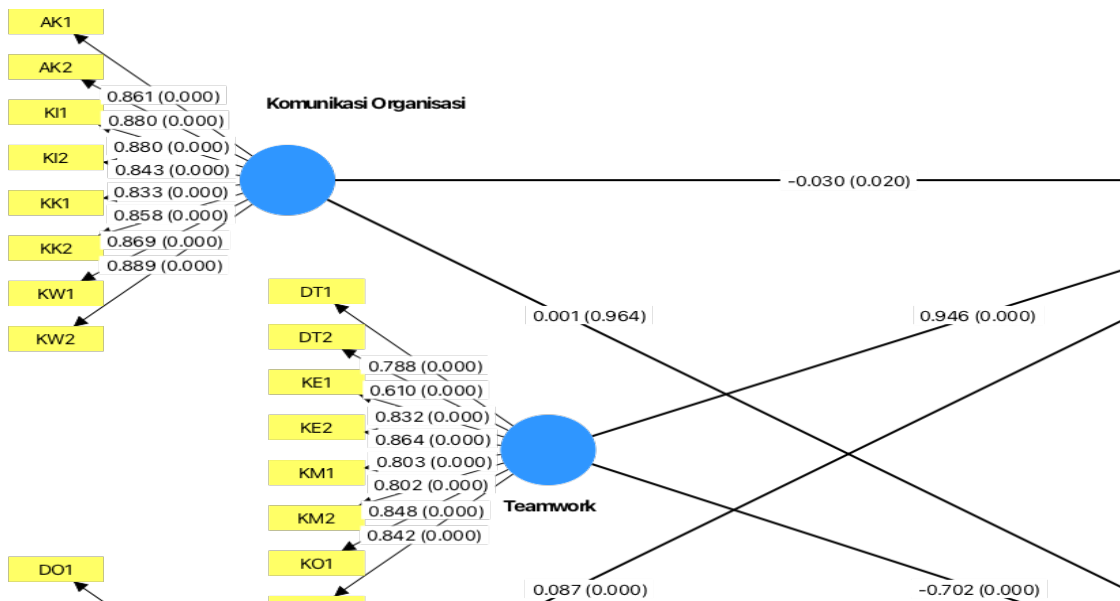 AK1
AK2
KI1
KI2
KK1
KK2
KW1
KW2
0.861 (0.000)
0.880 (0.000)
0.880 (0.000)
0.843 (0.000)
0.833 (0.000)
0.858 (0.000)
0.869 (0.000)
0.889 (0.000)
Komunikasi Organisasi
-0.030 (0.020)
0.001 (0.964)
0.946 (0.000)
DT1
DT2
KE1
KE2
KM1
KM2
KO1
0.788 (0.000)
0.610 (0.000)
0.832 (0.000)
0.864 (0.000)
0.803 (0.000)
0.802 (0.000)
0.848 (0.000)
0.842 (0.000)
Teamwork
DO1
0.087 (0.000)
-0.702 (0.000)